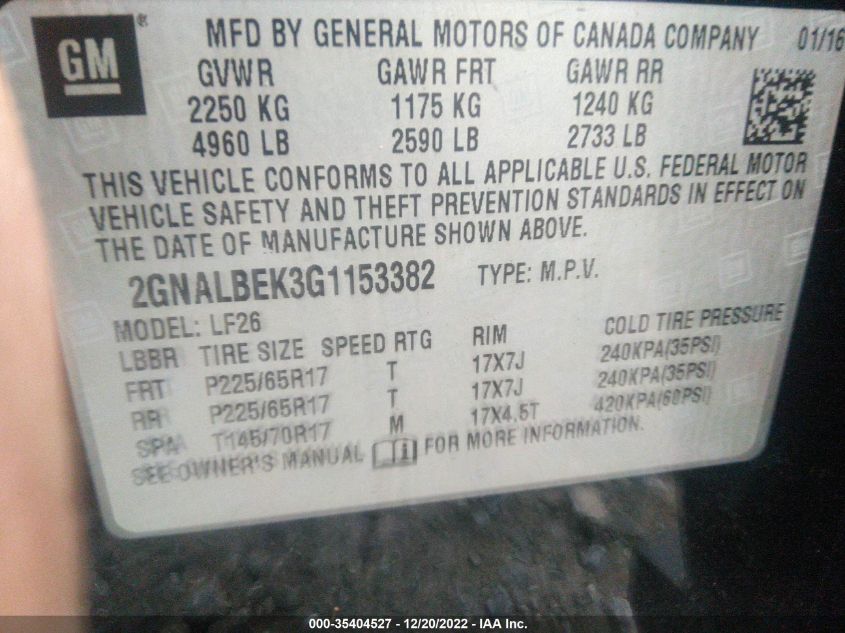 GM®
MFD BY GENERAL MOTORS OF CANADA COMPANY 01/16
GVWR GAWR FRT GAWR RR
2250 KG 1175 KG 1240 KG
4960 LB 2590 LB 2733 LB
THIS VEHICLE CONFORMS TO ALL APPLICABLE U.S. FEDERAL MOTOR
VEHICLE SAFETY AND THEFT PREVENTION STANDARDS IN EFFECT ON
THE DATE OF MANUFACTURE SHOWN ABOVE.
2GNALBEK3G1153382 TYPE: M.P.V.
MODEL: LF26
LBBR TIRE SIZE SPEED RTG RIM COLD TIRE PRESSURE
FRT P225/65R17 T 17X7J 240KPA(35PSI)
RR P225/65R17 T 17X7J 240KPA(35PSI)
SPA T145/70R17 M 17X4.5T 420KPA(60PSI)
SEE OWNER'S MANUAL FOR MORE INFORMATION.
000-35404527 - 12/20/2022 - IAA Inc.